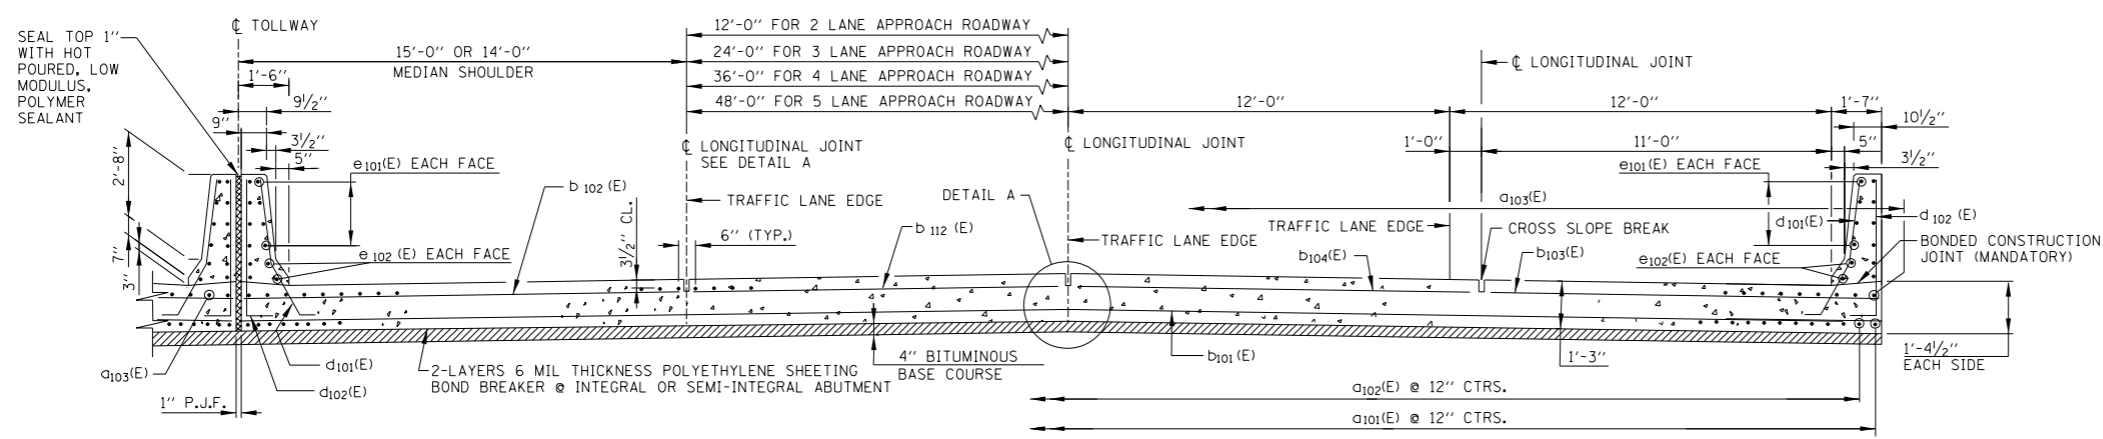 ℄ TOLLWAY
SEAL TOP 1"
WITH HOT
POURED, LOW
MODULUS,
POLYMER
SEALANT
15'-0" OR 14'-0"
MEDIAN SHOULDER
1'-6"
9½"
9"
3½"
5"
2'-8"
7"
3"
12'-0" FOR 2 LANE APPROACH ROADWAY
24'-0" FOR 3 LANE APPROACH ROADWAY
36'-0" FOR 4 LANE APPROACH ROADWAY
48'-0" FOR 5 LANE APPROACH ROADWAY
℄ LONGITUDINAL JOINT
12'-0"
12'-0"
1'-7"
10½"
1'-0"
11'-0"
5"
3½"
℄ LONGITUDINAL JOINT
SEE DETAIL A
℄ LONGITUDINAL JOINT
e101(E) EACH FACE
e101(E) EACH FACE
b 102 (E)
TRAFFIC LANE EDGE
DETAIL A
a103(E)
d101(E)
d 102 (E)
3½" CL.
6" (TYP.)
b 112 (E)
TRAFFIC LANE EDGE
TRAFFIC LANE EDGE
CROSS SLOPE BREAK
BONDED CONSTRUCTION
JOINT (MANDATORY)
e 102 (E) EACH FACE
b104(E)
b103(E)
e102(E) EACH FACE
a103(E)
d101(E)
d102(E)
1" P.J.F.
2-LAYERS 6 MIL THICKNESS POLYETHYLENE SHEETING
BOND BREAKER @ INTEGRAL OR SEMI-INTEGRAL ABUTMENT
4" BITUMINOUS
BASE COURSE
b101(E)
1'-3"
1'-4½"
EACH SIDE
a102(E) @ 12" CTRS.
a101(E) @ 12" CTRS.